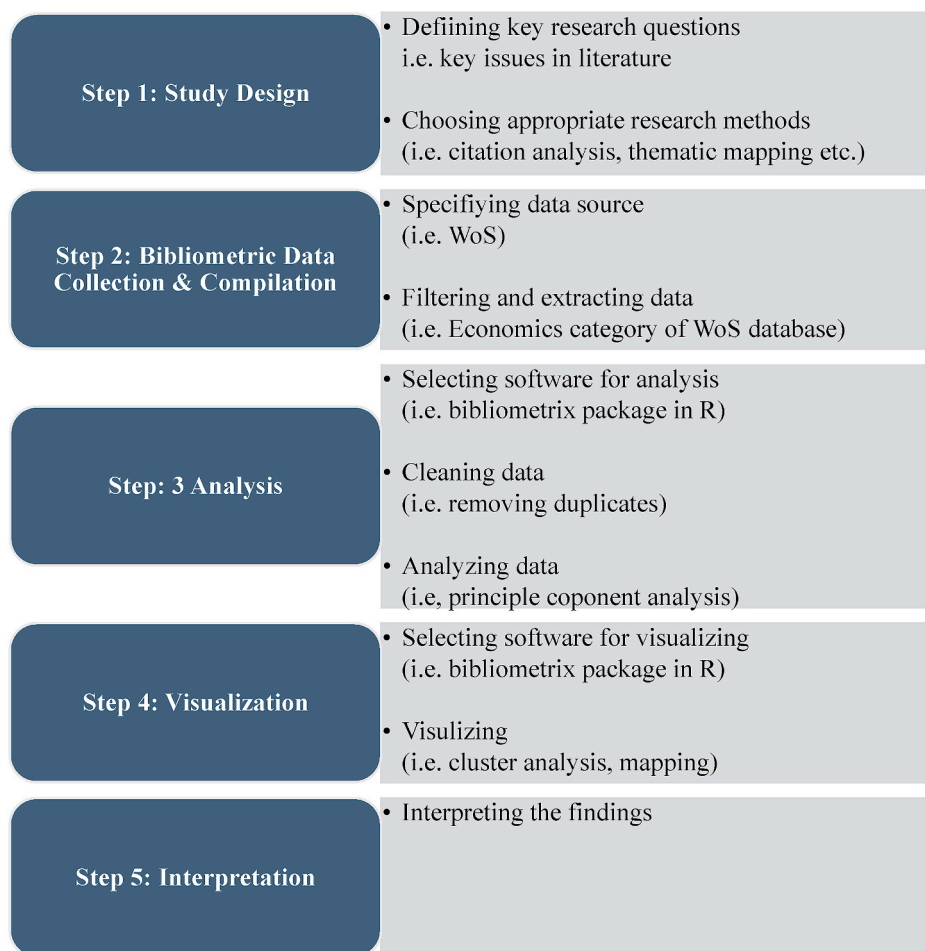 Step 1: Study Design
• Defiining key research questions
i.e. key issues in literature
• Choosing appropriate research methods
(i.e. citation analysis, thematic mapping etc.)
Step 2: Bibliometric Data
Collection & Compilation
• Specifiying data source
(i.e. WoS)
• Filtering and extracting data
(i.e. Economics category of WoS database)
Step: 3 Analysis
• Selecting software for analysis
(i.e. bibliometrix package in R)
• Cleaning data
(i.e. removing duplicates)
• Analyzing data
(i.e, principle coponent analysis)
Step 4: Visualization
• Selecting software for visualizing
(i.e. bibliometrix package in R)
• Visulizing
(i.e. cluster analysis, mapping)
Step 5: Interpretation
• Interpreting the findings